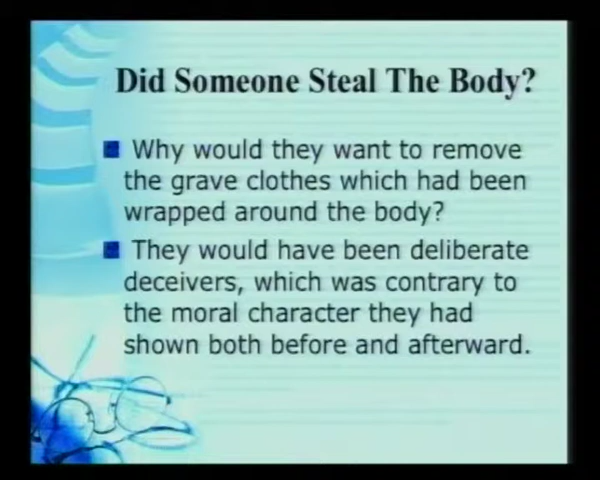 Did Someone Steal The Body?
Why would they want to remove
the grave clothes which had been
wrapped around the body?
They would have been deliberate
deceivers, which was contrary to
the moral character they had
shown both before and afterward.